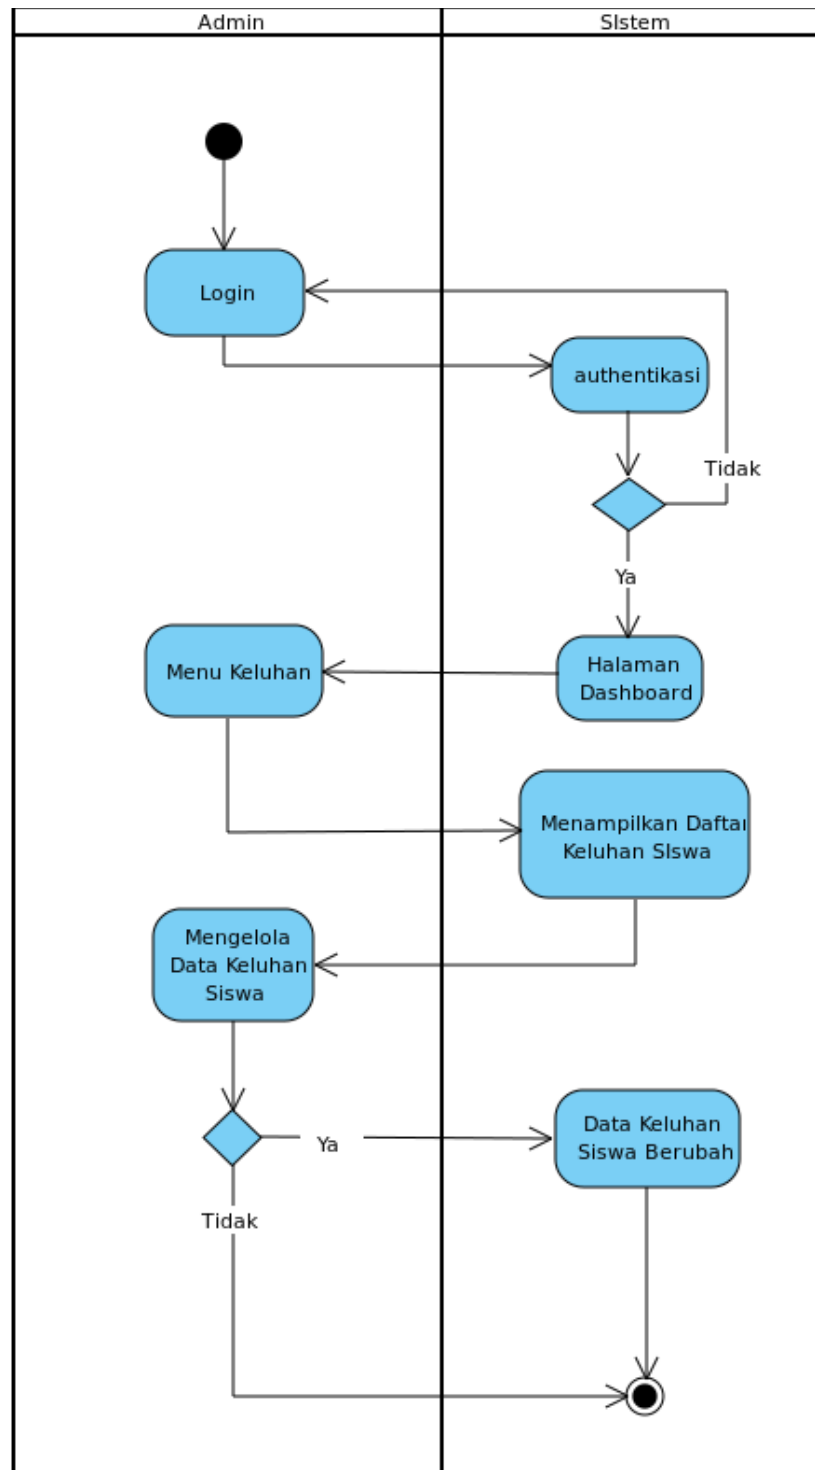 Admin
SIstem
Login
authentikasi
Tidak
Ya
Halaman
Dashboard
Menu Keluhan
Menampilkan Daftar
Keluhan SIswa
Mengelola
Data Keluhan
Siswa
Ya
Data Keluhan
Siswa Berubah
Tidak